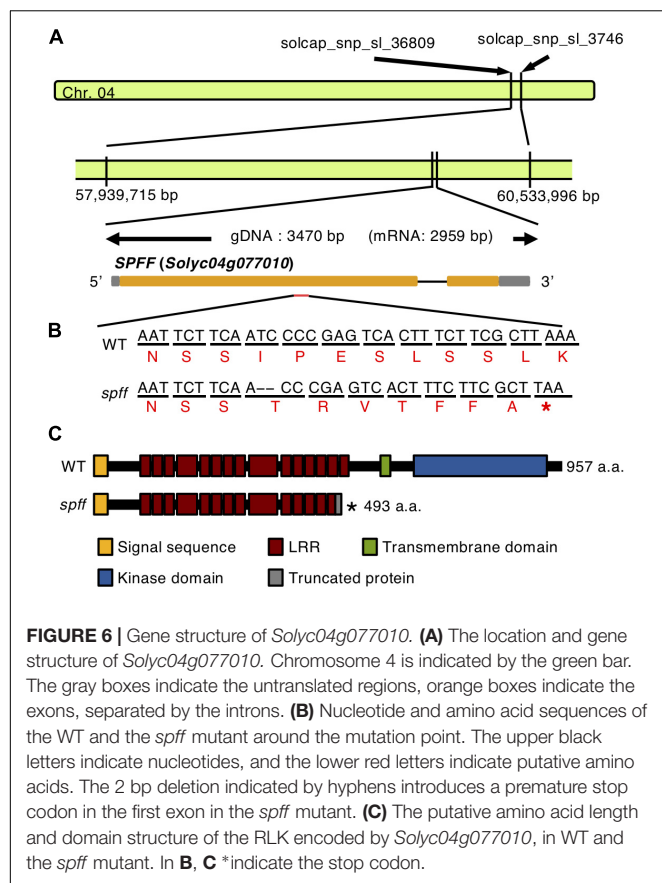 A
solcap_snp_sl_36809
solcap_snp_sl_3746
Chr. 04
57,939,715 bp
60,533,996 bp
gDNA : 3470 bp (mRNA: 2959 bp)
SPFF (Solyc04g077010)
5'
3'
B
WT AAT TCT TCA ATC CCC GAG TCA CTT TCT TCG CTT AAA
N S S I P E S L S S L K
spff AAT TCT TCA A-- CC CGA GTC ACT TTC TTC GCT TAA
N S S T R V T F F A *
C
WT
957 a.a.
spff
* 493 a.a.
Signal sequence
LRR
Transmembrane domain
Kinase domain
Truncated protein
FIGURE 6 | Gene structure of Solyc04g077010. (A) The location and gene
structure of Solyc04g077010. Chromosome 4 is indicated by the green bar.
The gray boxes indicate the untranslated regions, orange boxes indicate the
exons, separated by the introns. (B) Nucleotide and amino acid sequences of
the WT and the spff mutant around the mutation point. The upper black
letters indicate nucleotides, and the lower red letters indicate putative amino
acids. The 2 bp deletion indicated by hyphens introduces a premature stop
codon in the first exon in the spff mutant. (C) The putative amino acid length
and domain structure of the RLK encoded by Solyc04g077010, in WT and
the spff mutant. In B, C *indicate the stop codon.